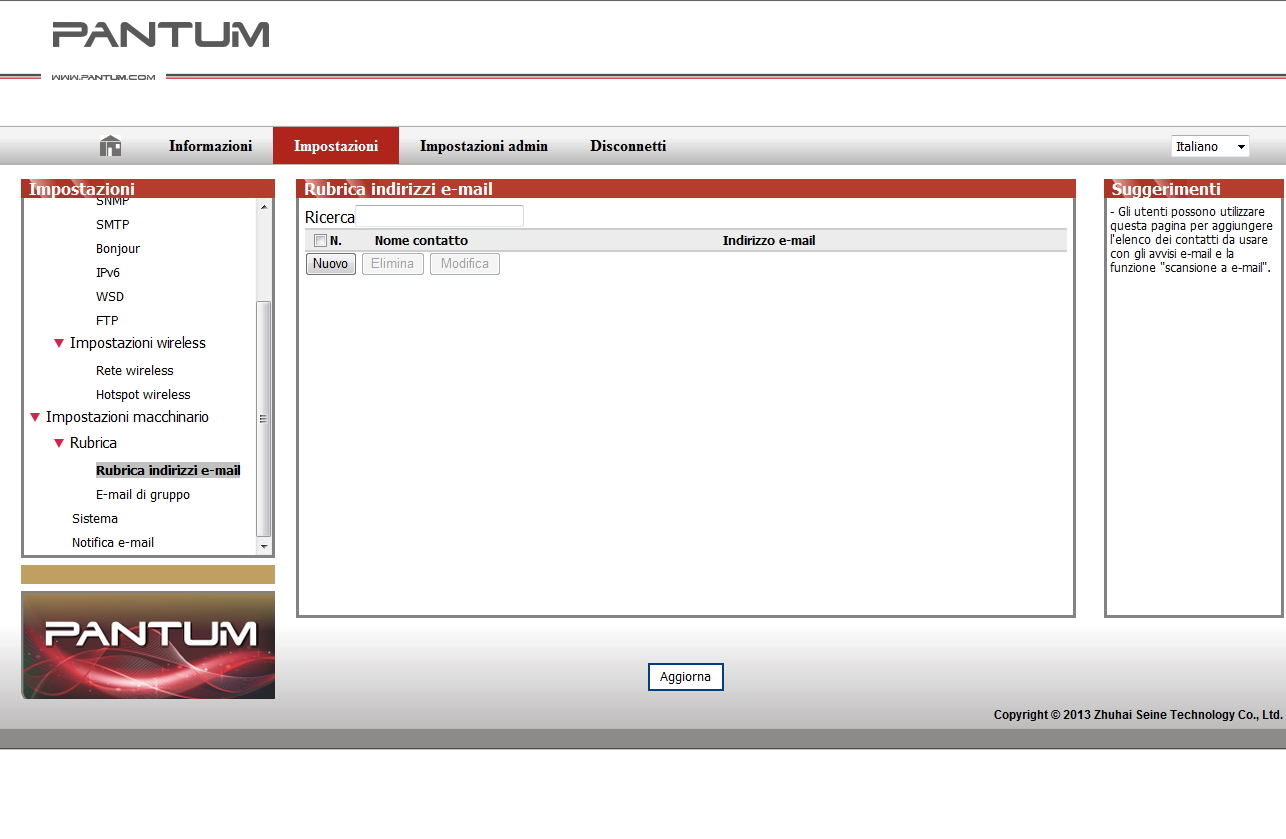 PANTUM
WWW.PANTUM.COM
Informazioni Impostazioni Impostazioni admin Disconnetti Italiano
Impostazioni
SNMP
SMTP
Bonjour
IPv6
WSD
FTP
Impostazioni wireless
Rete wireless
Hotspot wireless
Impostazioni macchinario
Rubrica
Rubrica indirizzi e-mail
E-mail di gruppo
Sistema
Notifica e-mail
PANTUM
Rubrica indirizzi e-mail
Ricerca
N. Nome contatto Indirizzo e-mail
Nuovo Elimina Modifica
Suggerimenti
- Gli utenti possono utilizzare
questa pagina per aggiungere
l'elenco dei contatti da usare
con gli avvisi e-mail e la
funzione "scansione a e-mail".
Aggiorna
Copyright © 2013 Zhuhai Seine Technology Co., Ltd.